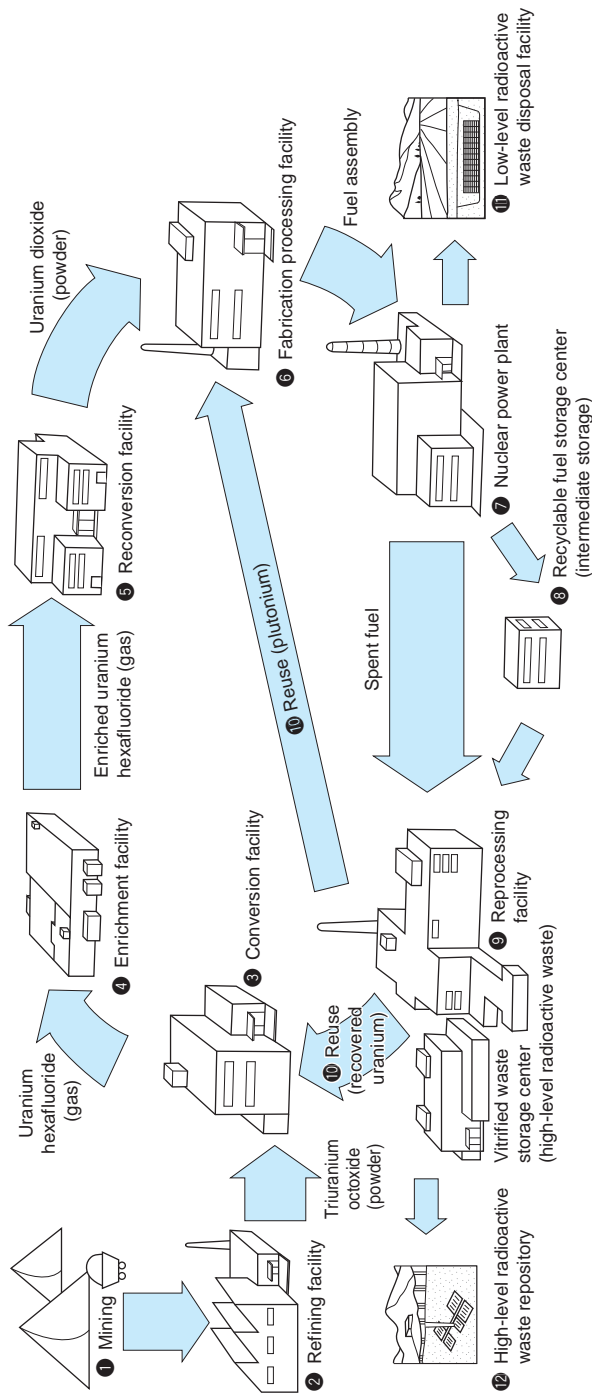 ❶ Mining
❷ Refining facility
Triuranium
octoxide
(powder)
❸ Conversion facility
Uranium
hexafluoride
(gas)
❹ Enrichment facility
Enriched uranium
hexafluoride (gas)
❺ Reconversion facility
Uranium dioxide
(powder)
❻ Fabrication processing facility
Fuel assembly
❼ Nuclear power plant
Spent fuel
❽ Recyclable fuel storage center
(intermediate storage)
❾ Reprocessing
facility
❿ Reuse
(recovered
uranium)
❿ Reuse (plutonium)
⓫ Low-level radioactive
waste disposal facility
Vitrified waste
storage center
(high-level radioactive waste)
⓬ High-level radioactive
waste repository